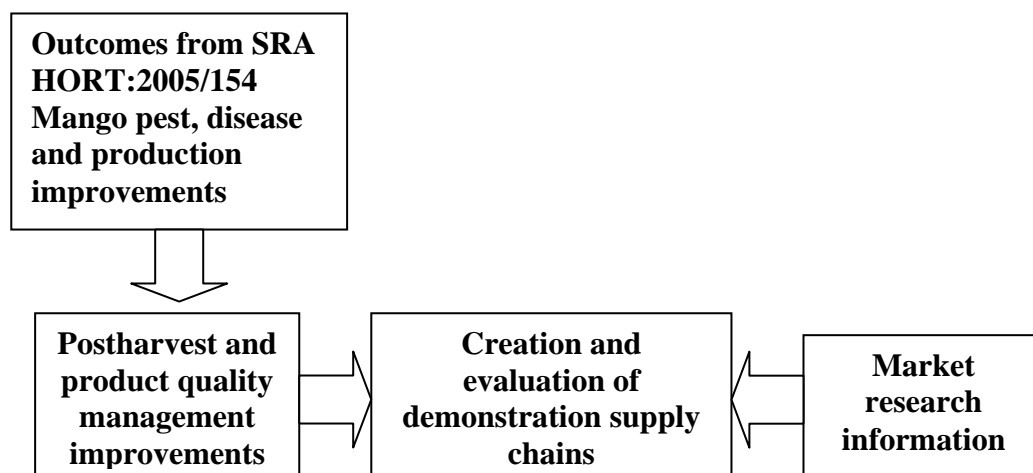 Outcomes from SRA
HORT:2005/154
Mango pest, disease
and production
improvements
Postharvest and
product quality
management
improvements
Creation and
evaluation of
demonstration supply
chains
Market
research
information